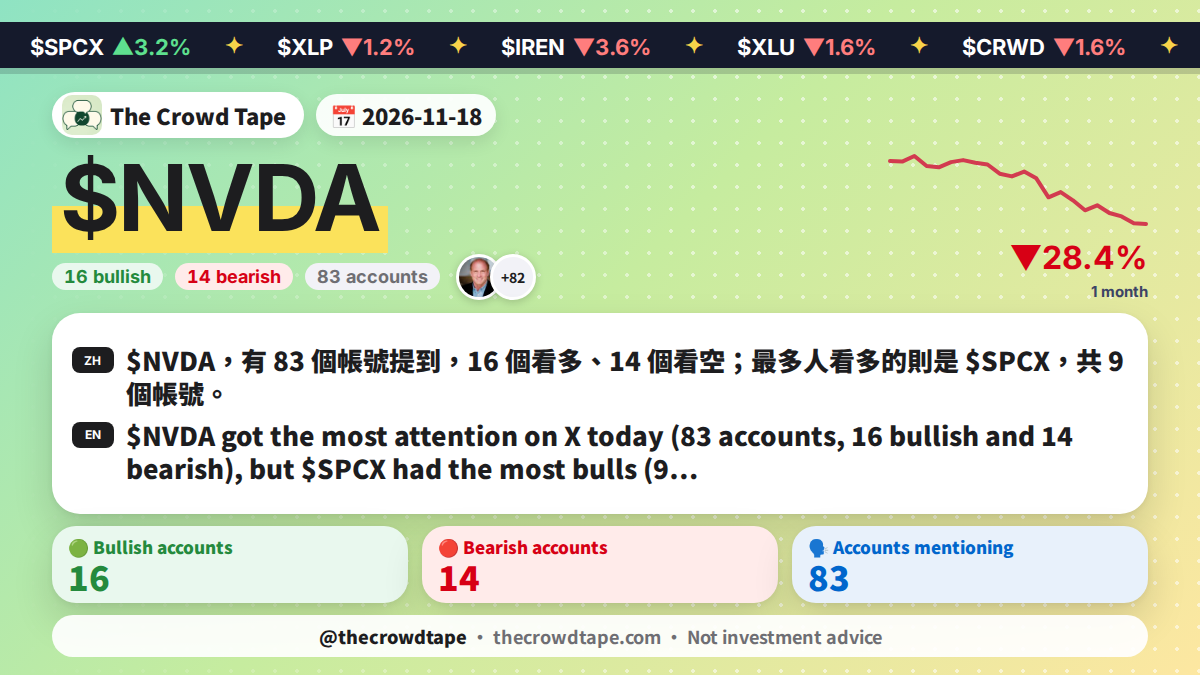 $SPCX ▲3.2% ✦ $XLP ▼1.2% ✦ $IREN ▼3.6% ✦ $XLU ▼1.6% ✦ $CRWD ▼1.6% ✦
The Crowd Tape 📅 2026-11-18
$NVDA
16 bullish 14 bearish 83 accounts +82
▼28.4%
1 month
ZH $NVDA，有 83 個帳號提到，16 個看多、14 個看空；最多人看多的則是 $SPCX，共 9
個帳號。
EN $NVDA got the most attention on X today (83 accounts, 16 bullish and 14
bearish), but $SPCX had the most bulls (9...
🟢 Bullish accounts
16
🔴 Bearish accounts
14
🗣️ Accounts mentioning
83
@thecrowdtape • thecrowdtape.com • Not investment advice